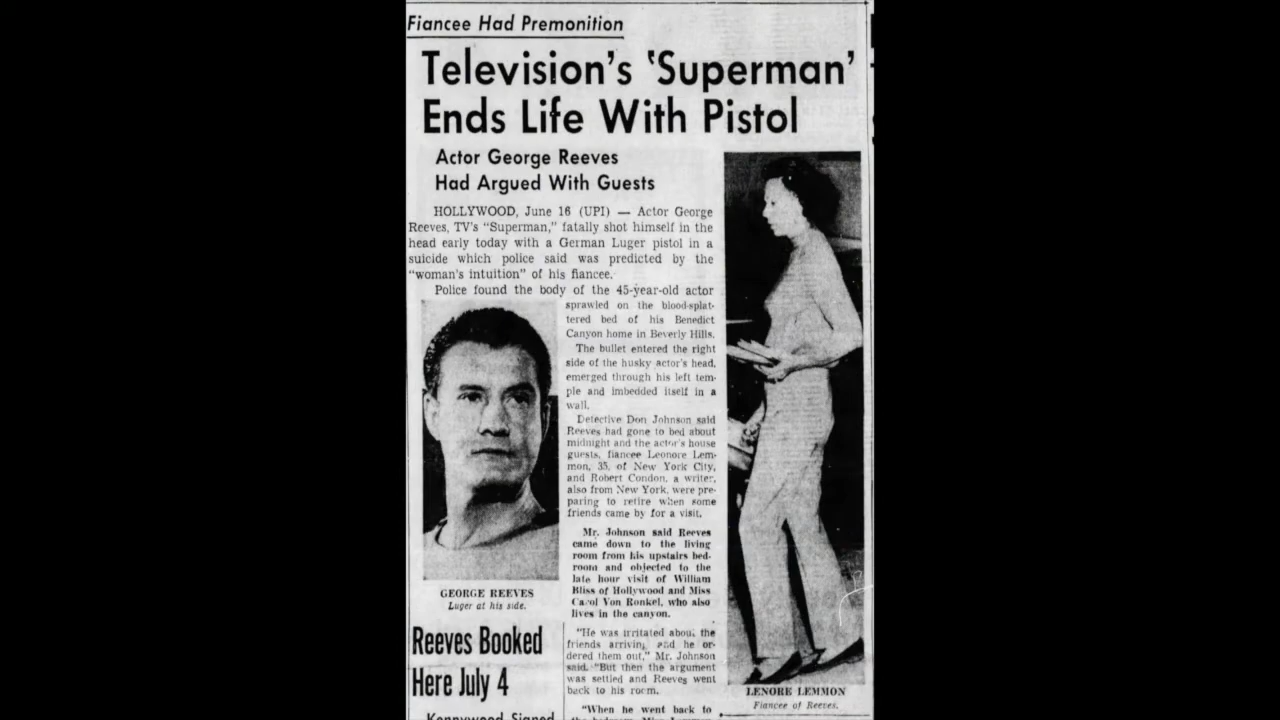 Fiancee Had Premonition
Television's 'Superman'
Ends Life With Pistol
Actor George Reeves
Had Argued With Guests
HOLLYWOOD, June 16 (UPI) — Actor George
Reeves, TV's "Superman," fatally shot himself in the
head early today with a German Luger pistol in a
suicide which police said was predicted by the
"woman's intuition" of his fiancee.
Police found the body of the 45-year-old actor
sprawled on the blood-splat-
tered bed of his Benedict
Canyon home in Beverly Hills.
The bullet entered the right
side of the husky actor's head,
emerged through his left tem-
ple and imbedded itself in a
wall.
Detective Don Johnson said
Reeves had gone to bed about
midnight and the actor's house
guests, fiancee Leonore Lem-
mon, 35, of New York City,
and Robert Condon, a writer,
also from New York, were pre-
paring to retire when some
friends came by for a visit.
Mr. Johnson said Reeves
came down to the living
room from his upstairs bed-
room and objected to the
late hour visit of William
Bliss of Hollywood and Miss
Carol Von Ronkel, who also
lives in the canyon.
"He was irritated about the
friends arriving and he or-
dered them out," Mr. Johnson
said. "But then the argument
was settled and Reeves went
back to his room.
"When he went back to
GEORGE REEVES
Luger at his side.
Reeves Booked
Here July 4
Kennywood Signed
LENORE LEMMON
Fiancee of Reeves.